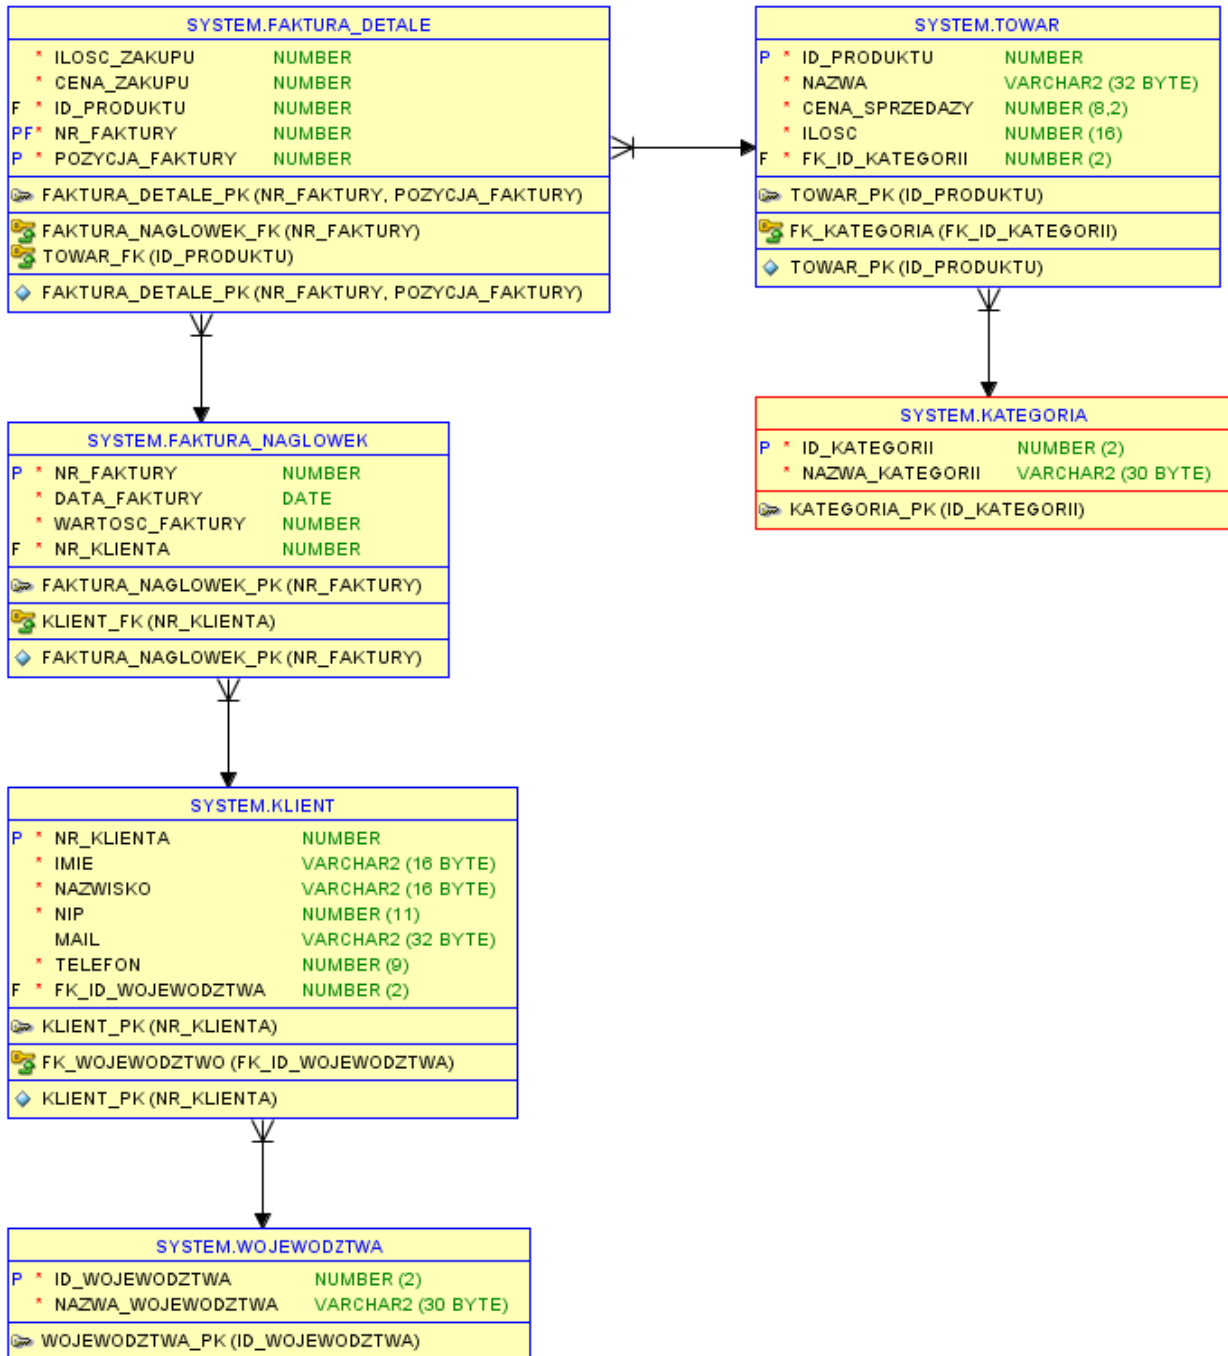 SYSTEM.FAKTURA_DETALE
* ILOSC_ZAKUPU NUMBER
* CENA_ZAKUPU NUMBER
F * ID_PRODUKTU NUMBER
PF* NR_FAKTURY NUMBER
P * POZYCJA_FAKTURY NUMBER
FAKTURA_DETALE_PK (NR_FAKTURY, POZYCJA_FAKTURY)
FAKTURA_NAGLOWEK_FK (NR_FAKTURY)
TOWAR_FK (ID_PRODUKTU)
FAKTURA_DETALE_PK (NR_FAKTURY, POZYCJA_FAKTURY)
SYSTEM.TOWAR
P * ID_PRODUKTU NUMBER
* NAZWA VARCHAR2 (32 BYTE)
* CENA_SPRZEDAZY NUMBER (8,2)
* ILOSC NUMBER (16)
F * FK_ID_KATEGORII NUMBER (2)
TOWAR_PK (ID_PRODUKTU)
FK_KATEGORIA (FK_ID_KATEGORII)
TOWAR_PK (ID_PRODUKTU)
SYSTEM.KATEGORIA
P * ID_KATEGORII NUMBER (2)
* NAZWA_KATEGORII VARCHAR2 (30 BYTE)
KATEGORIA_PK (ID_KATEGORII)
SYSTEM.FAKTURA_NAGLOWEK
P * NR_FAKTURY NUMBER
* DATA_FAKTURY DATE
* WARTOSC_FAKTURY NUMBER
F * NR_KLIENTA NUMBER
FAKTURA_NAGLOWEK_PK (NR_FAKTURY)
KLIENT_FK (NR_KLIENTA)
FAKTURA_NAGLOWEK_PK (NR_FAKTURY)
SYSTEM.KLIENT
P * NR_KLIENTA NUMBER
* IMIE VARCHAR2 (16 BYTE)
* NAZWISKO VARCHAR2 (16 BYTE)
* NIP NUMBER (11)
MAIL VARCHAR2 (32 BYTE)
* TELEFON NUMBER (9)
F * FK_ID_WOJEWODZTWA NUMBER (2)
KLIENT_PK (NR_KLIENTA)
FK_WOJEWODZTWO (FK_ID_WOJEWODZTWA)
KLIENT_PK (NR_KLIENTA)
SYSTEM.WOJEWODZTWA
P * ID_WOJEWODZTWA NUMBER (2)
* NAZWA_WOJEWODZTWA VARCHAR2 (30 BYTE)
WOJEWODZTWA_PK (ID_WOJEWODZTWA)